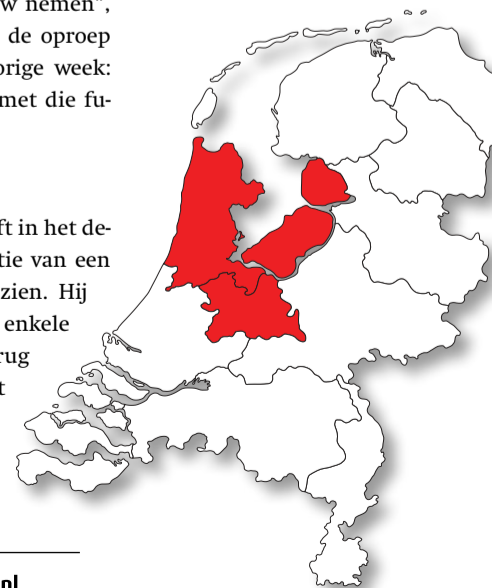 w nemen”,
de oproep
orige week:
met die fu-
ft in het de-
tie van een
zien. Hij
enkele
rug
t
nl